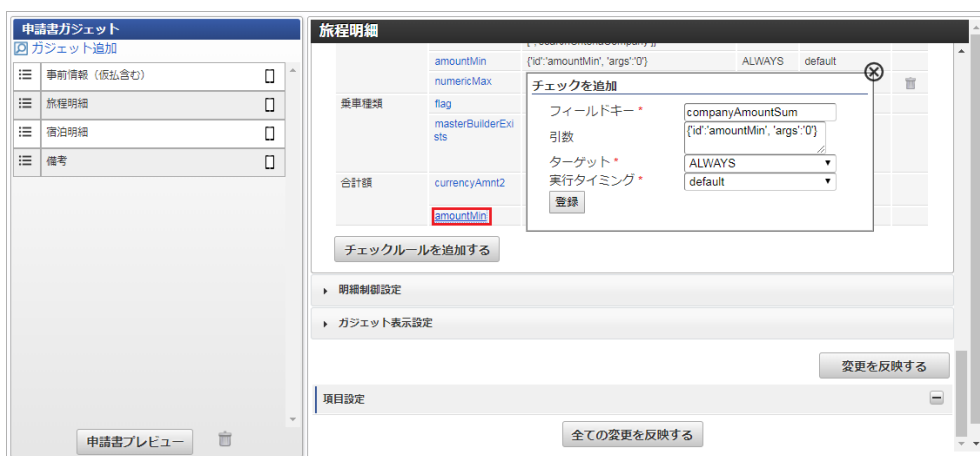 申請書ガジェット
ガジェット追加
事前情報（仮払含む）
旅程明細
宿泊明細
備考
申請書プレビュー
旅程明細
amountMin {'id':'amountMin', 'args':'0'} ALWAYS default
numericMax
乗車種類 flag
masterBuilderExi
sts
合計額 currencyAmnt2
amountMin
チェックを追加
フィールドキー * companyAmountSum
引数 {'id':'amountMin', 'args':'0'}
ターゲット * ALWAYS
実行タイミング * default
登録
チェックルールを追加する
明細制御設定
ガジェット表示設定
変更を反映する
項目設定
全ての変更を反映する